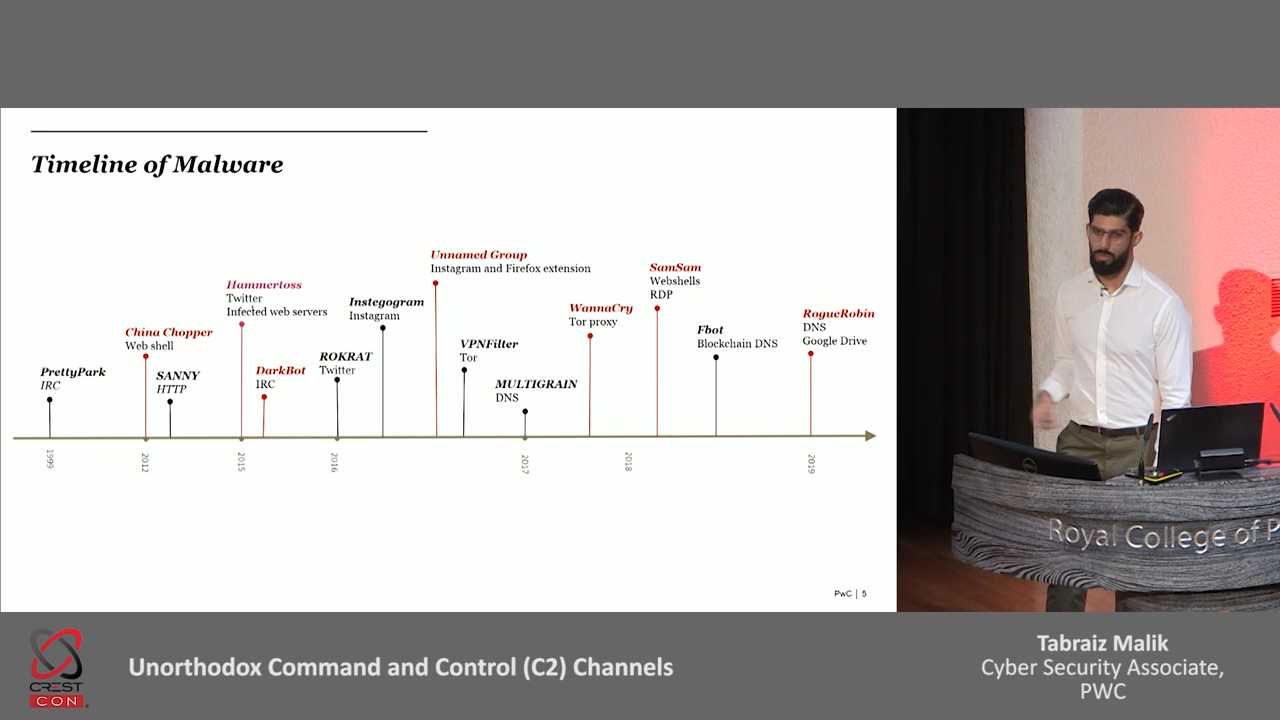 Timeline of Malware
Unnamed Group
Instagram and Firefox extension
SamSam
Webshells
RDP
Hammertoss
Twitter
Infected web servers
Instegogram
Instagram
WannaCry
Tor proxy
RogueRobin
DNS
Google Drive
China Chopper
Web shell
Fbot
Blockchain DNS
VPNFilter
Tor
ROKRAT
Twitter
PrettyPark
IRC
SANNY
HTTP
DarkBot
IRC
MULTIGRAIN
DNS
1999
2012
2015
2016
2017
2018
2019
PwC | 5
Royal College of P
CREST
CON
Unorthodox Command and Control (C2) Channels
Tabraiz Malik
Cyber Security Associate,
PWC